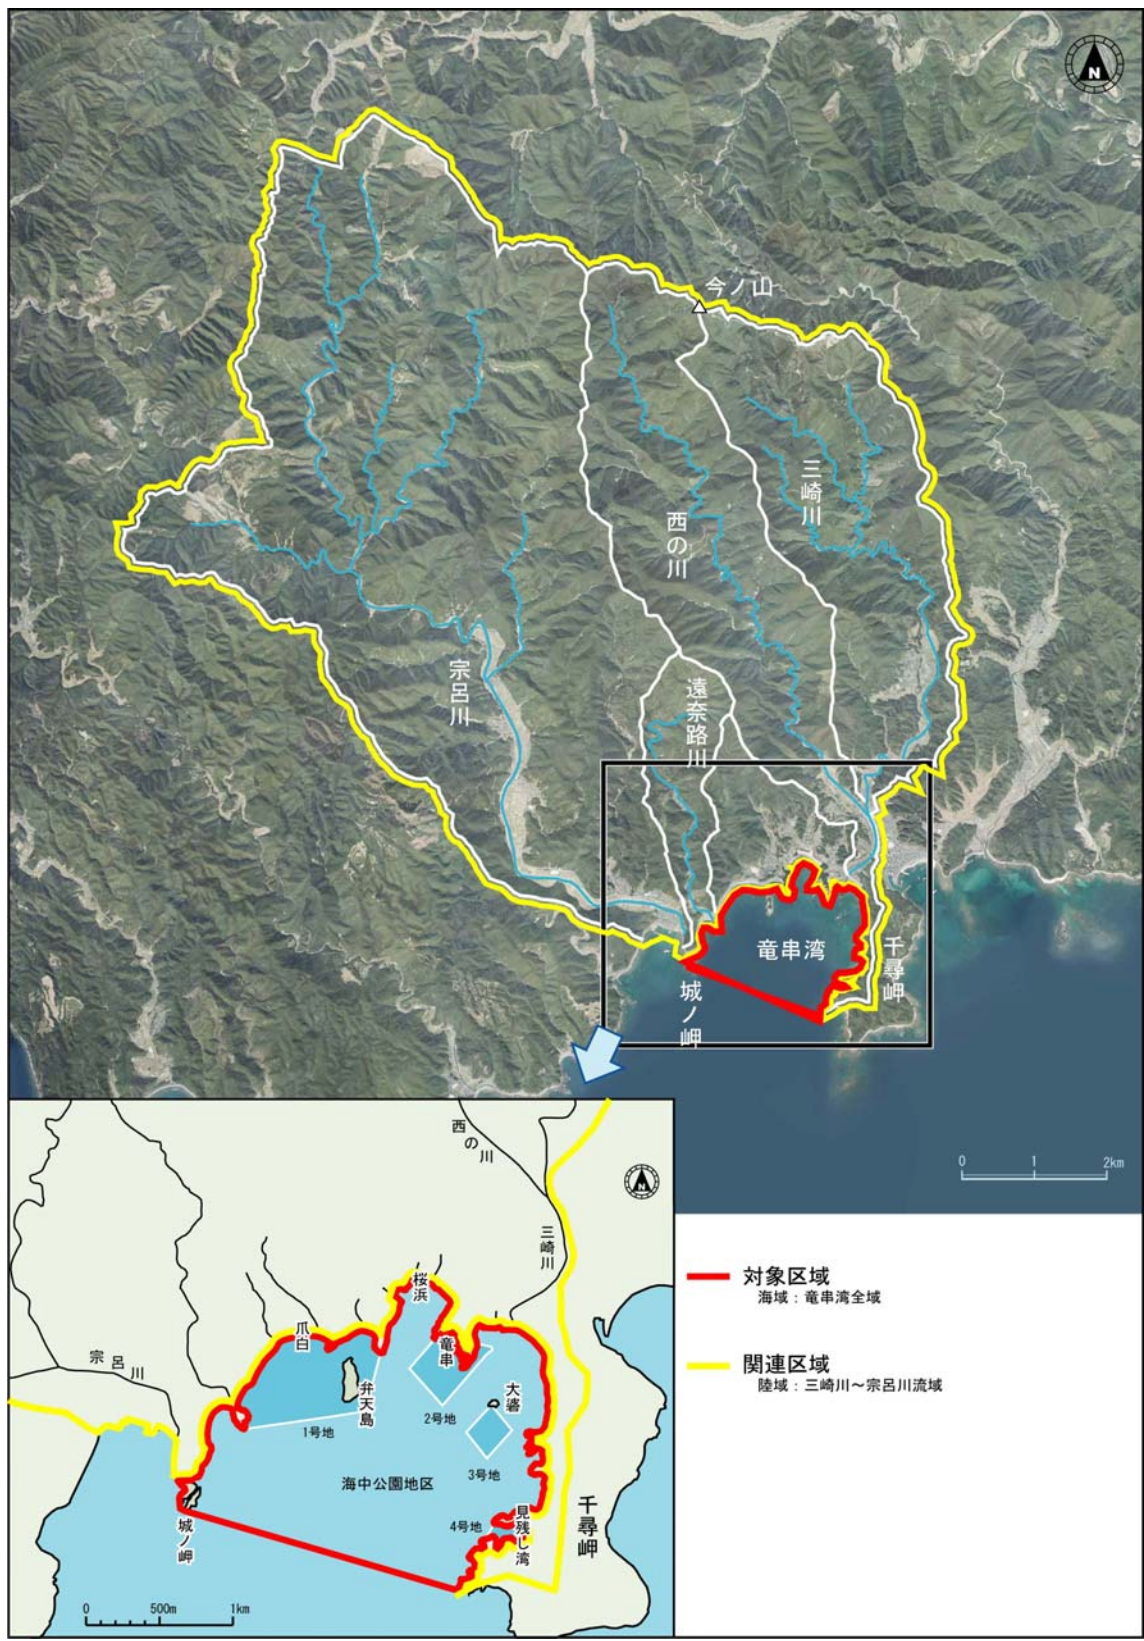 N
今ノ山
三崎川
西の川
宗呂川
遠奈路川
竜串湾
千尋岬
城ノ岬
0 1 2km
西の川
N
三崎川
桜浜
爪白
竜串
宗呂川
弁天島
大碆
1号地
2号地
3号地
海中公園地区
4号地
見残し湾
千尋岬
城ノ岬
0 500m 1km
対象区域
海域：竜串湾全域
関連区域
陸域：三崎川～宗呂川流域